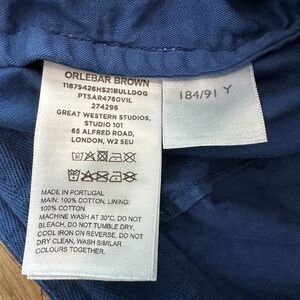 ORLEBAR BROWN
11875426HS21BULLDOG
PTSAR4760VIL
274296
GREAT WESTERN STUDIOS,
STUDIO 101
65 ALFRED ROAD,
LONDON, W2 5EU
MADE IN PORTUGAL
MAIN: 100% COTTON, LINING:
100% COTTON.
MACHINE WASH AT 30°C, DO NOT
BLEACH, DO NOT TUMBLE DRY,
COOL IRON ON REVERSE, DO NOT
DRY CLEAN, WASH SIMILAR
COLOURS TOGETHER.
184/91 Y